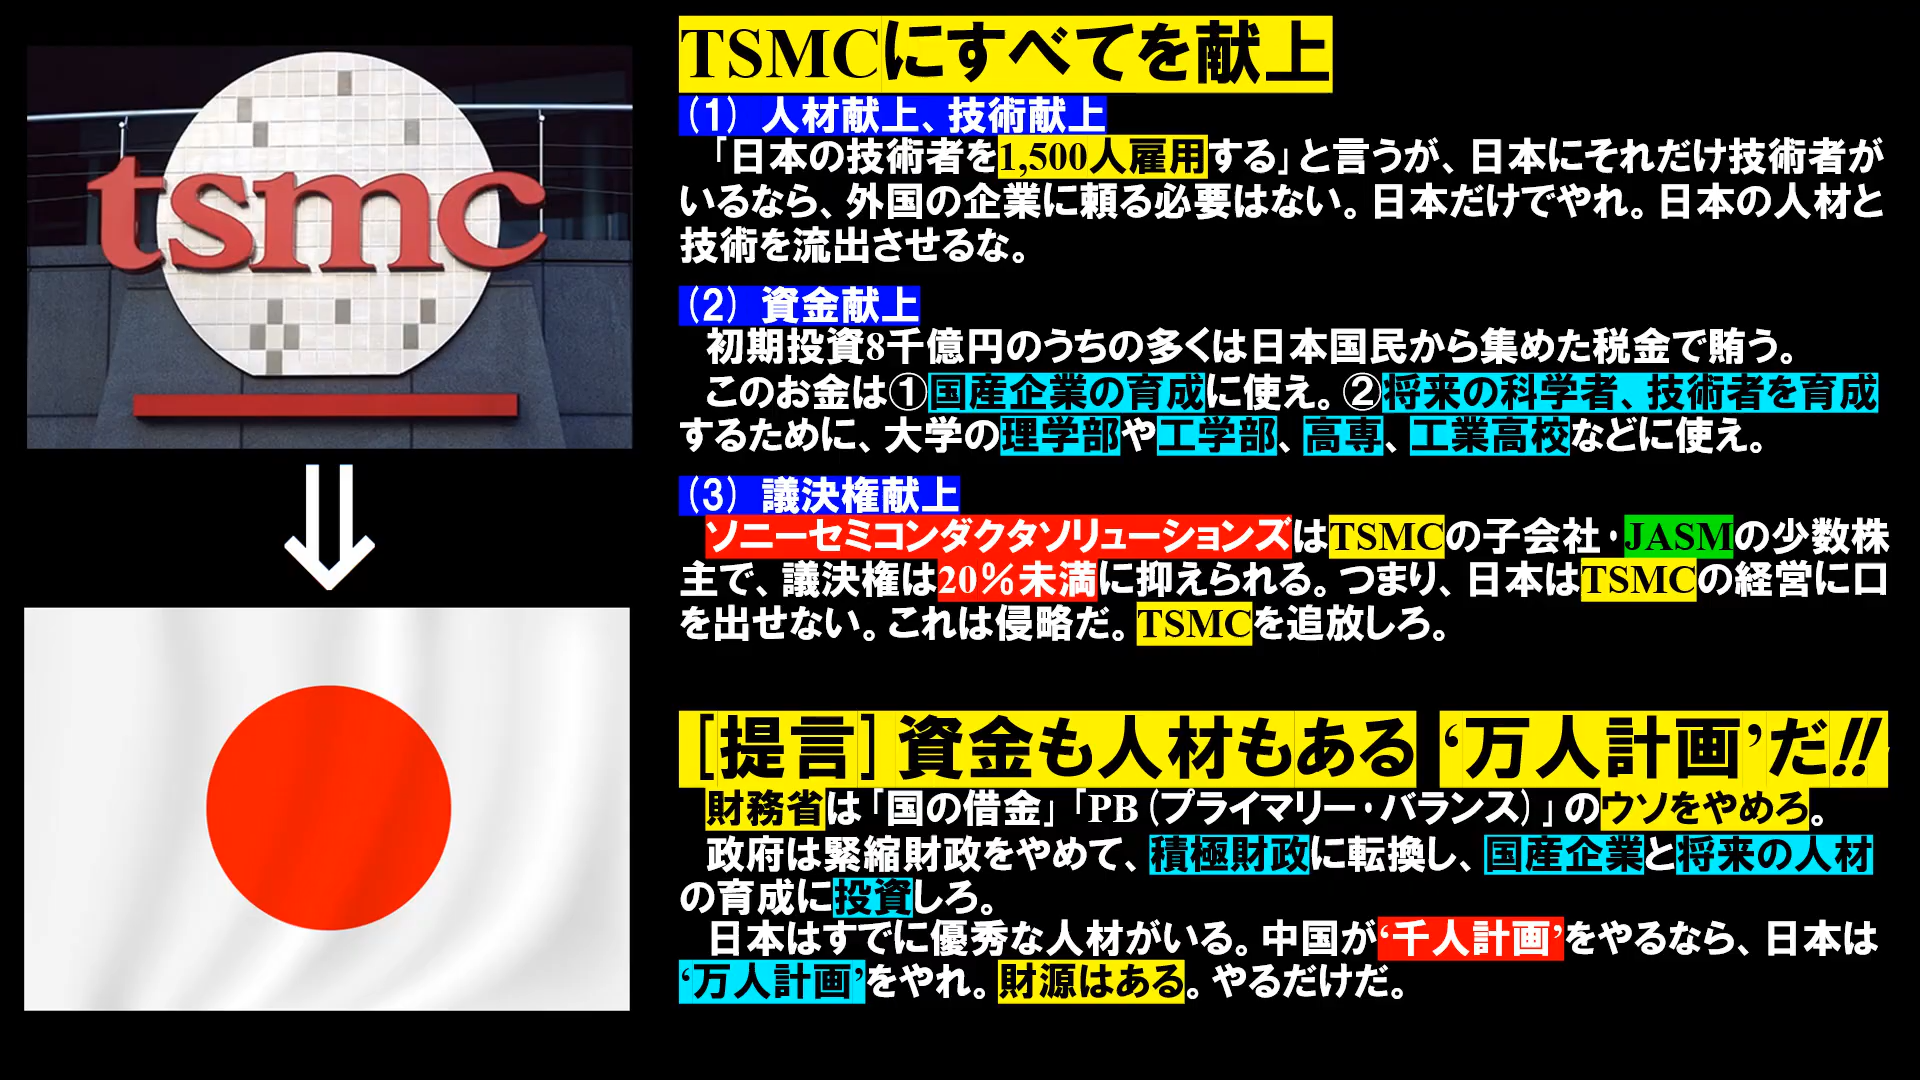 tsmc
TSMCにすべてを献上
(1) 人材献上、技術献上
「日本の技術者を1,500人雇用する」と言うが、日本にそれだけ技術者が
いるなら、外国の企業に頼る必要はない。日本だけでやれ。日本の人材と
技術を流出させるな。
(2) 資金献上
初期投資8千億円のうちの多くは日本国民から集めた税金で賄う。
このお金は①国産企業の育成に使え。②将来の科学者、技術者を育成
するために、大学の理学部や工学部、高専、工業高校などに使え。
(3) 議決権献上
ソニーセミコンダクタソリューションズはTSMCの子会社・JASMの少数株
主で、議決権は20%未満に抑えられる。つまり、日本はTSMCの経営に口
を出せない。これは侵略だ。TSMCを追放しろ。
[提言] 資金も人材もある ‘万人計画’だ!!
財務省は「国の借金」「PB(プライマリー・バランス)」のウソをやめろ。
政府は緊縮財政をやめて、積極財政に転換し、国産企業と将来の人材
の育成に投資しろ。
日本はすでに優秀な人材がいる。中国が‘千人計画’をやるなら、日本は
‘万人計画’をやれ。財源はある。やるだけだ。